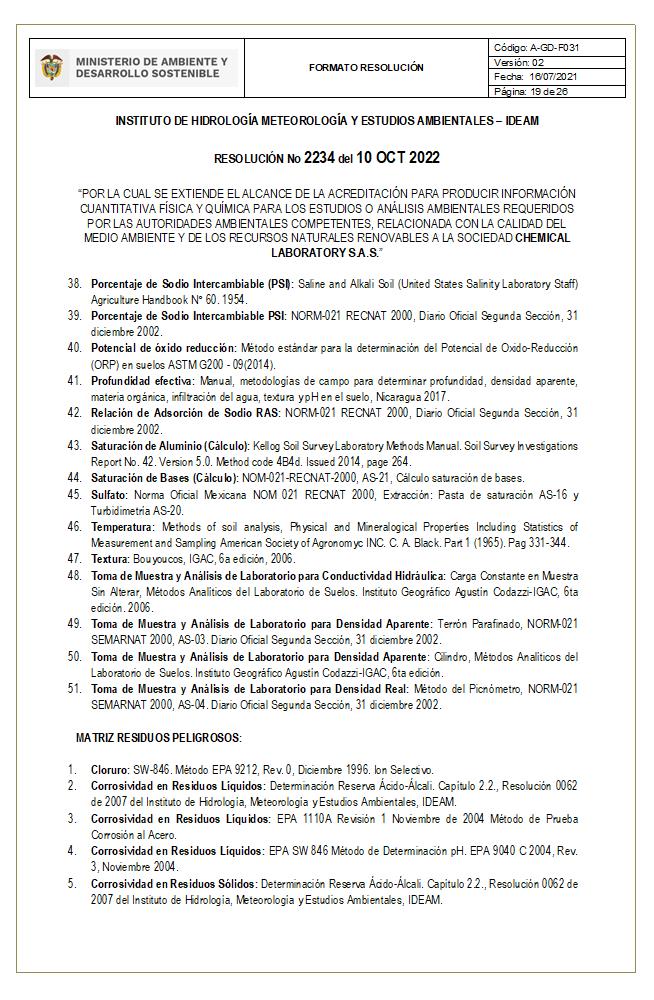 MINISTERIO DE AMBIENTE Y
DESARROLLO SOSTENIBLE
FORMATO RESOLUCIÓN
Código: A-GD-F031
Versión: 02
Fecha: 16/07/2021
Página: 19 de 26
INSTITUTO DE HIDROLOGÍA METEOROLOGÍA Y ESTUDIOS AMBIENTALES – IDEAM
RESOLUCIÓN No 2234 del 10 OCT 2022
“POR LA CUAL SE EXTIENDE EL ALCANCE DE LA ACREDITACIÓN PARA PRODUCIR INFORMACIÓN
CUANTITATIVA FÍSICA Y QUÍMICA PARA LOS ESTUDIOS O ANÁLISIS AMBIENTALES REQUERIDOS
POR LAS AUTORIDADES AMBIENTALES COMPETENTES, RELACIONADA CON LA CALIDAD DEL
MEDIO AMBIENTE Y DE LOS RECURSOS NATURALES RENOVABLES A LA SOCIEDAD CHEMICAL
LABORATORY S.A.S.”
38. Porcentaje de Sodio Intercambiable (PSI): Saline and Alkali Soil (United States Salinity Laboratory Staff)
Agriculture Handbook N° 60. 1954.
39. Porcentaje de Sodio Intercambiable PSI: NORM-021 RECNAT 2000, Diario Oficial Segunda Sección, 31
diciembre 2002.
40. Potencial de óxido reducción: Método estándar para la determinación del Potencial de Oxido-Reducción
(ORP) en suelos ASTM G200 - 09(2014).
41. Profundidad efectiva: Manual, metodologías de campo para determinar profundidad, densidad aparente,
materia orgánica, infiltración del agua, textura y pH en el suelo, Nicaragua 2017.
42. Relación de Adsorción de Sodio RAS: NORM-021 RECNAT 2000, Diario Oficial Segunda Sección, 31
diciembre 2002.
43. Saturación de Aluminio (Cálculo): Kellog Soil Survey Laboratory Methods Manual. Soil Survey Investigations
Report No. 42. Version 5.0. Method code 4B4d. Issued 2014, page 264.
44. Saturación de Bases (Cálculo): NOM-021-RECNAT-2000, AS-21, Cálculo saturación de bases.
45. Sulfato: Norma Oficial Mexicana NOM 021 RECNAT 2000, Extracción: Pasta de saturación AS-16 y
Turbidimetría AS-20.
46. Temperatura: Methods of soil analysis, Physical and Mineralogical Properties Including Statistics of
Measurement and Sampling American Society of Agronomyc INC. C. A. Black. Part 1 (1965). Pag 331-344.
47. Textura: Bouyoucos, IGAC, 6a edición, 2006.
48. Toma de Muestra y Análisis de Laboratorio para Conductividad Hidráulica: Carga Constante en Muestra
Sin Alterar, Métodos Analíticos del Laboratorio de Suelos. Instituto Geográfico Agustín Codazzi-IGAC, 6ta
edición. 2006.
49. Toma de Muestra y Análisis de Laboratorio para Densidad Aparente: Terrón Parafinado, NORM-021
SEMARNAT 2000, AS-03. Diario Oficial Segunda Sección, 31 diciembre 2002.
50. Toma de Muestra y Análisis de Laboratorio para Densidad Aparente: Cilindro, Métodos Analíticos del
Laboratorio de Suelos. Instituto Geográfico Agustín Codazzi-IGAC, 6ta edición.
51. Toma de Muestra y Análisis de Laboratorio para Densidad Real: Método del Picnómetro, NORM-021
SEMARNAT 2000, AS-04. Diario Oficial Segunda Sección, 31 diciembre 2002.
MATRIZ RESIDUOS PELIGROSOS:
1. Cloruro: SW-846. Método EPA 9212, Rev. 0, Diciembre 1996. Ion Selectivo.
2. Corrosividad en Residuos Líquidos: Determinación Reserva Ácido-Álcali. Capítulo 2.2., Resolución 0062
de 2007 del Instituto de Hidrología, Meteorología y Estudios Ambientales, IDEAM.
3. Corrosividad en Residuos Líquidos: EPA 1110A Revisión 1 Noviembre de 2004 Método de Prueba
Corrosión al Acero.
4. Corrosividad en Residuos Líquidos: EPA SW 846 Método de Determinación pH. EPA 9040 C 2004, Rev.
3, Noviembre 2004.
5. Corrosividad en Residuos Sólidos: Determinación Reserva Ácido-Álcali. Capítulo 2.2., Resolución 0062 de
2007 del Instituto de Hidrología, Meteorología y Estudios Ambientales, IDEAM.